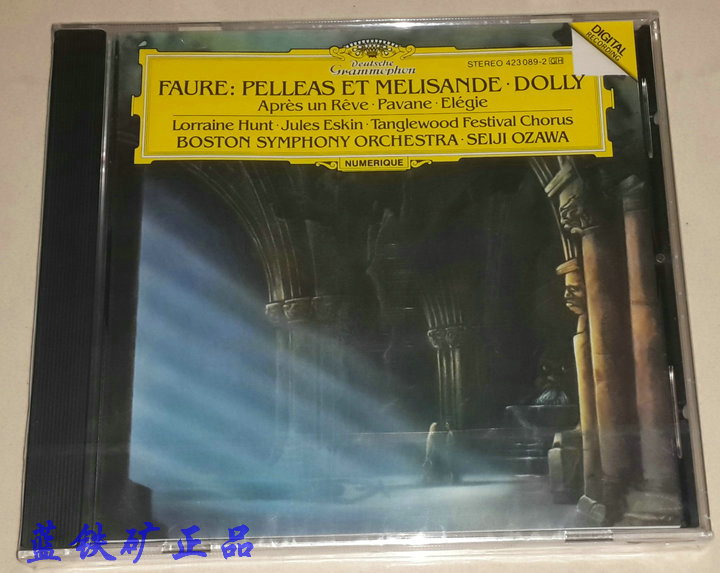 Deutsche
Grammophon
STEREO 423 089-2 GH
DIGITAL
RECORDING
FAURE: PELLEAS ET MELISANDE · DOLLY
Après un Rêve · Pavane · Elégie
Lorraine Hunt · Jules Eskin · Tanglewood Festival Chorus
BOSTON SYMPHONY ORCHESTRA · SEIJI OZAWA
NUMERIQUE
蓝铁矿正品